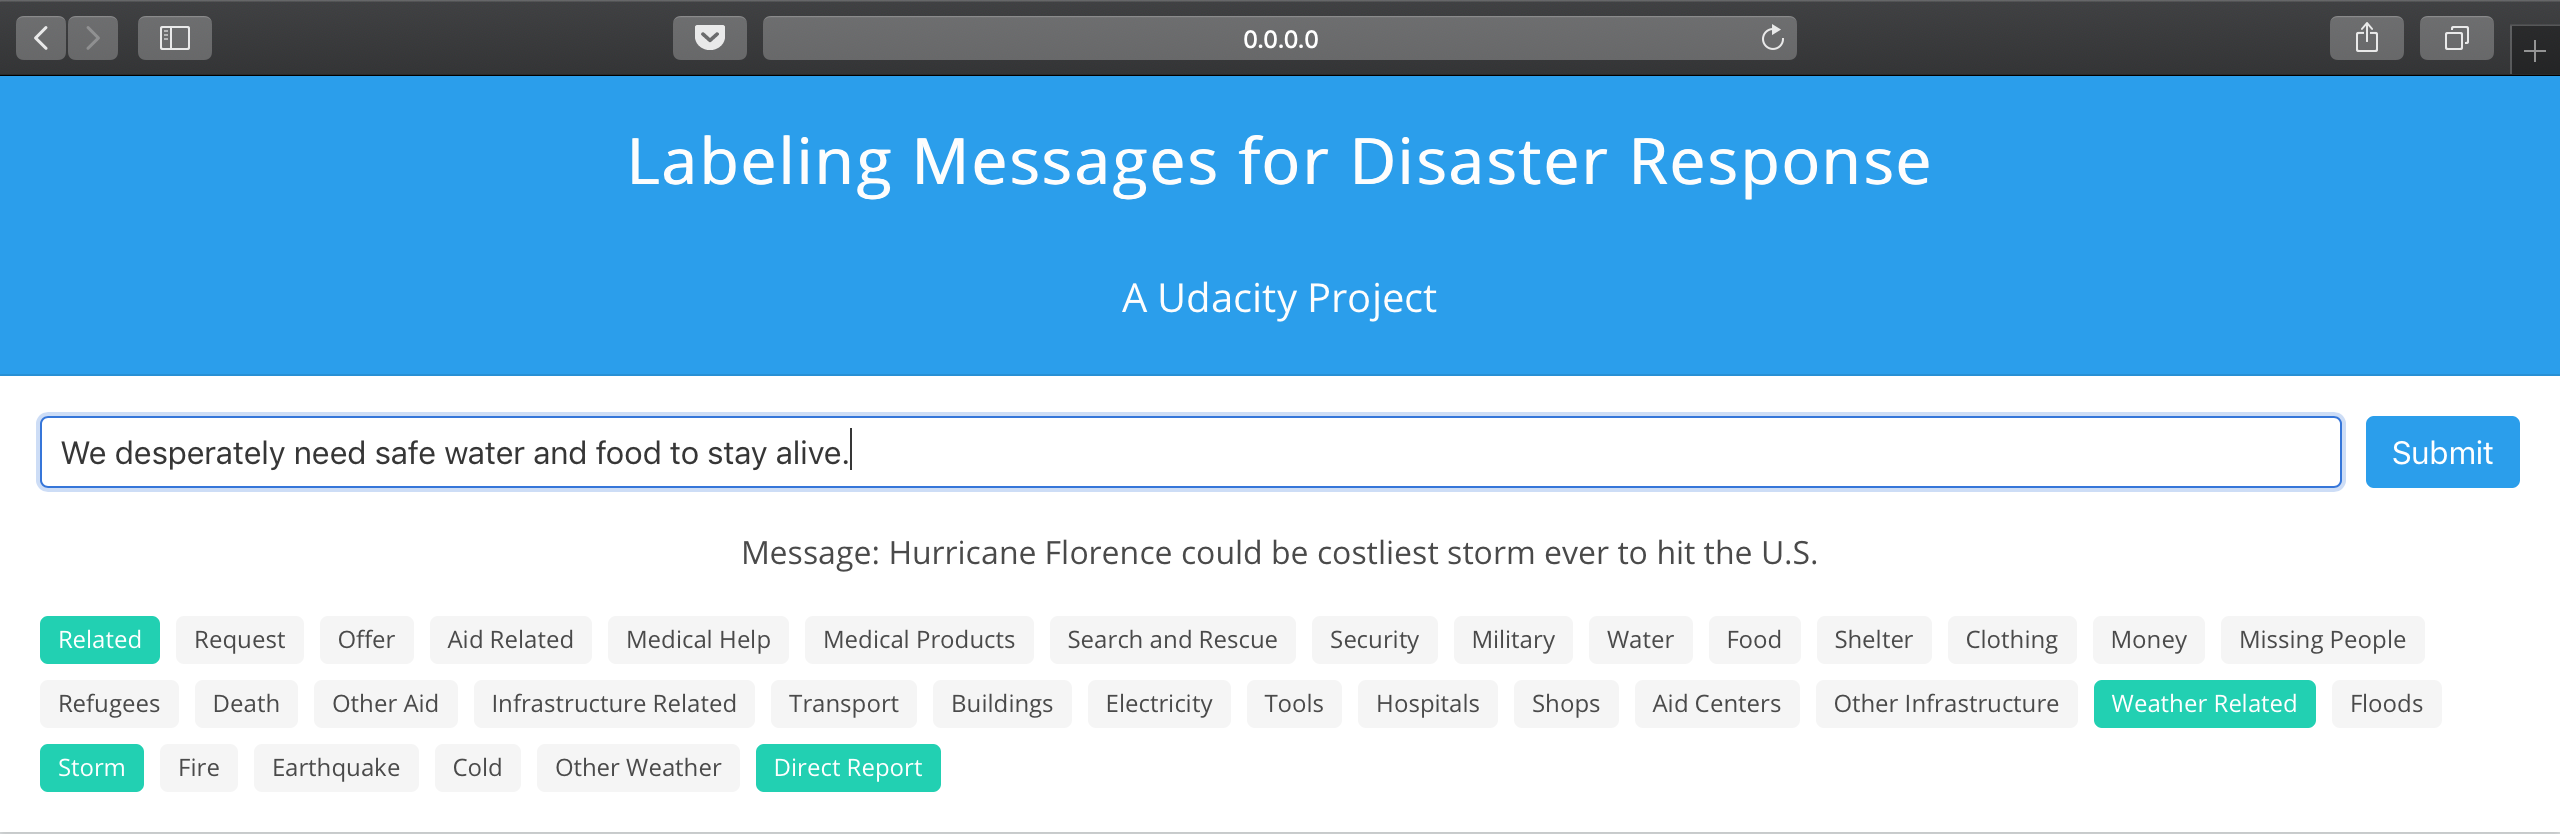 0.0.0.0
Labeling Messages for Disaster Response
A Udacity Project
We desperately need safe water and food to stay alive. Submit
Message: Hurricane Florence could be costliest storm ever to hit the U.S.
Related Request Offer Aid Related Medical Help Medical Products Search and Rescue Security Military Water Food Shelter Clothing Money Missing People
Refugees Death Other Aid Infrastructure Related Transport Buildings Electricity Tools Hospitals Shops Aid Centers Other Infrastructure Weather Related Floods
Storm Fire Earthquake Cold Other Weather Direct Report